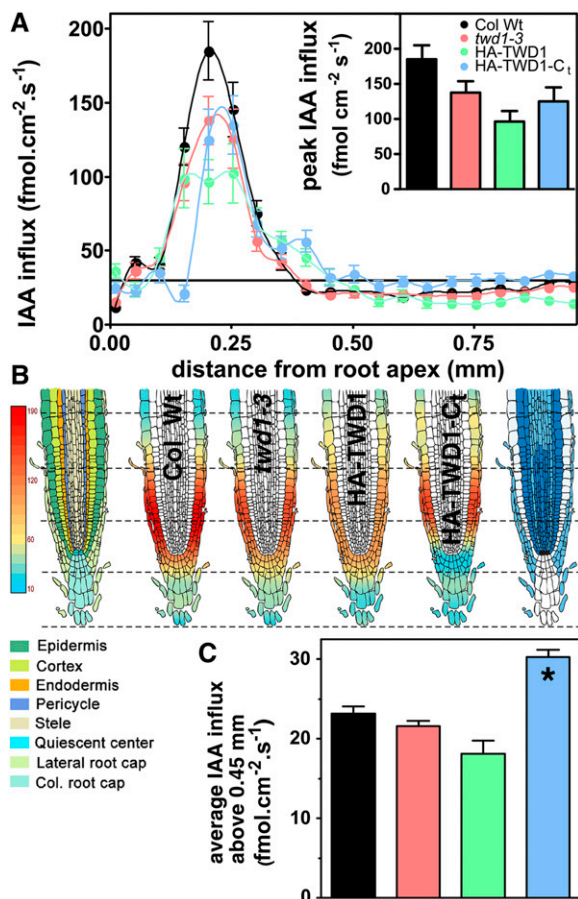 A
IAA influx (fmol.cm⁻².s⁻¹)
200
150
100
50
0
0.00
0.25
0.50
0.75
distance from root apex (mm)
peak IAA influx
(fmol cm⁻² s⁻¹)
200
150
100
50
0
Col Wt
twd1-3
HA-TWD1
HA-TWD1-Cₜ
B
190
120
60
10
Col Wt
twd1-3
HA-TWD1
HA-TWD1-Ct
Epidermis
Cortex
Endodermis
Pericycle
Stele
Quiescent center
Lateral root cap
Col. root cap
C
average IAA influx
above 0.45 mm
(fmol.cm⁻².s⁻¹)
30
20
10
0
*